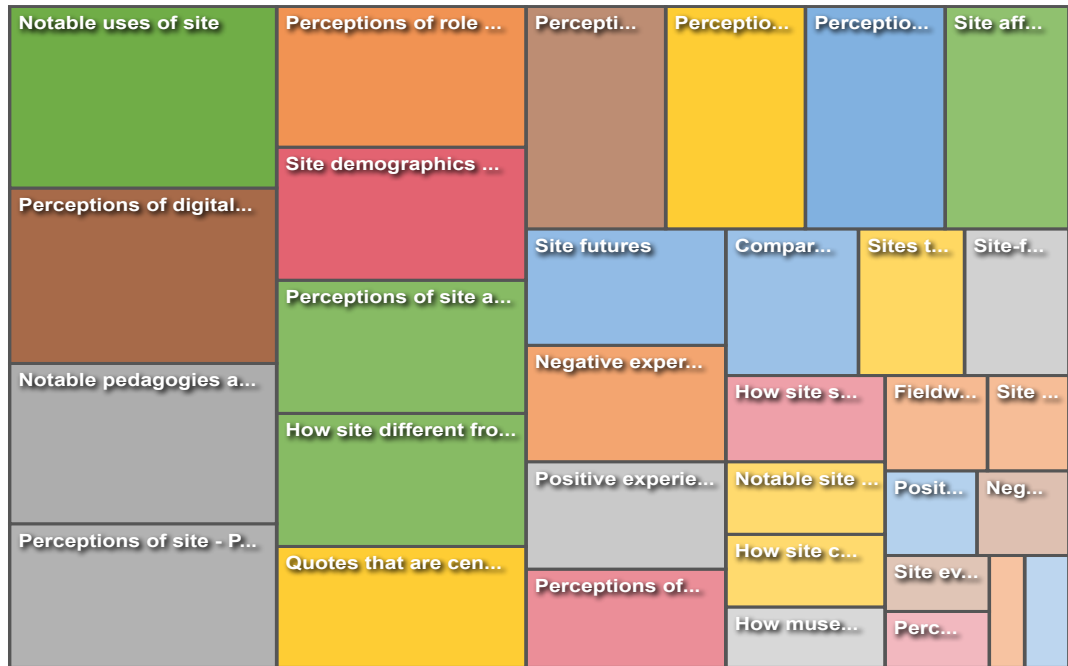 Notable uses of site
Perceptions of digital...
Notable pedagogies a...
Perceptions of site - P...
Perceptions of role ...
Site demographics ...
Perceptions of site a...
How site different fro...
Quotes that are cen...
Percepti...
Perceptio...
Perceptio...
Site aff...
Site futures
Negative exper...
Positive experie...
Perceptions of...
Compar...
Sites t...
Site-f...
How site s...
Notable site ...
How site c...
How muse...
Fieldw...
Site ...
Posit...
Neg...
Site ev...
Perc...